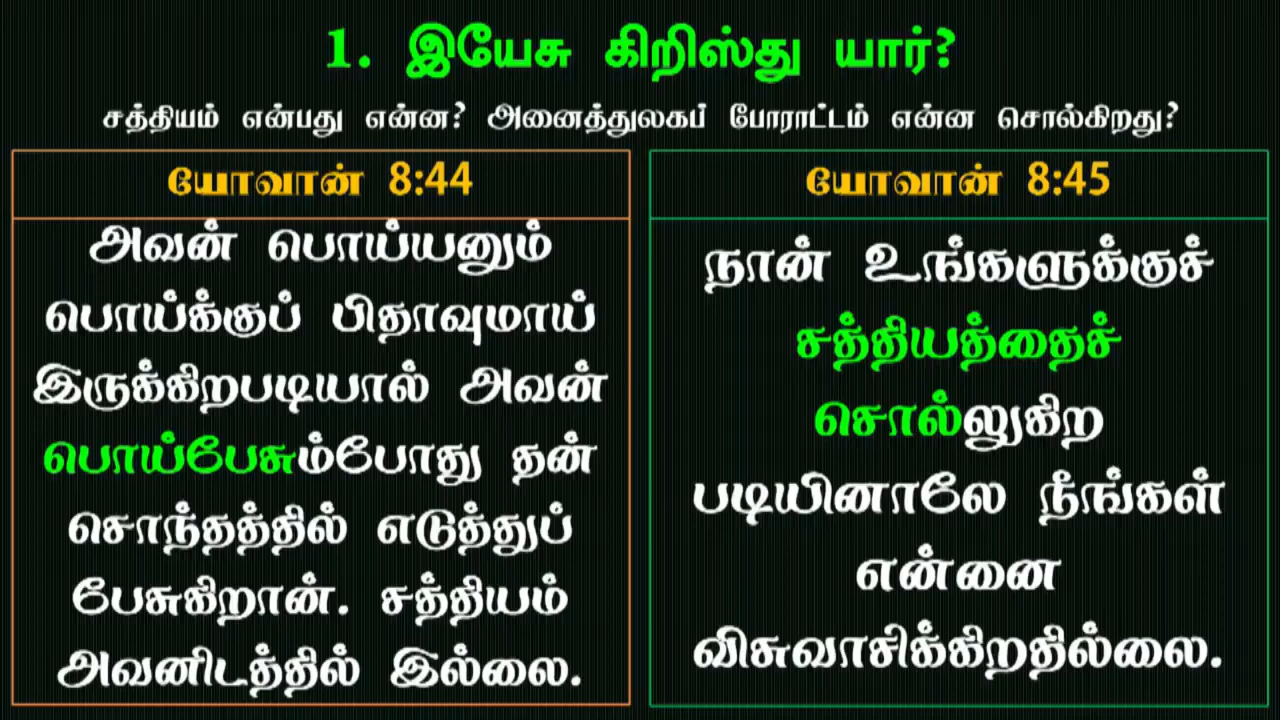 1. இயேசு கிறிஸ்து யார்?
சத்தியம் என்பது என்ன? அனைத்துலகப் போராட்டம் என்ன சொல்கிறது?
யோவான் 8:44
அவன் பொய்யனும்
பொய்க்குப் பிதாவுமாய்
இருக்கிறபடியால் அவன்
பொய்பேசும்போது தன்
சொந்தத்தில் எடுத்துப்
பேசுகிறான். சத்தியம்
அவனிடத்தில் இல்லை.
யோவான் 8:45
நான் உங்களுக்குச்
சத்தியத்தைச்
சொல்லுகிற
படியினாலே நீங்கள்
என்னை
விசுவாசிக்கிறதில்லை.